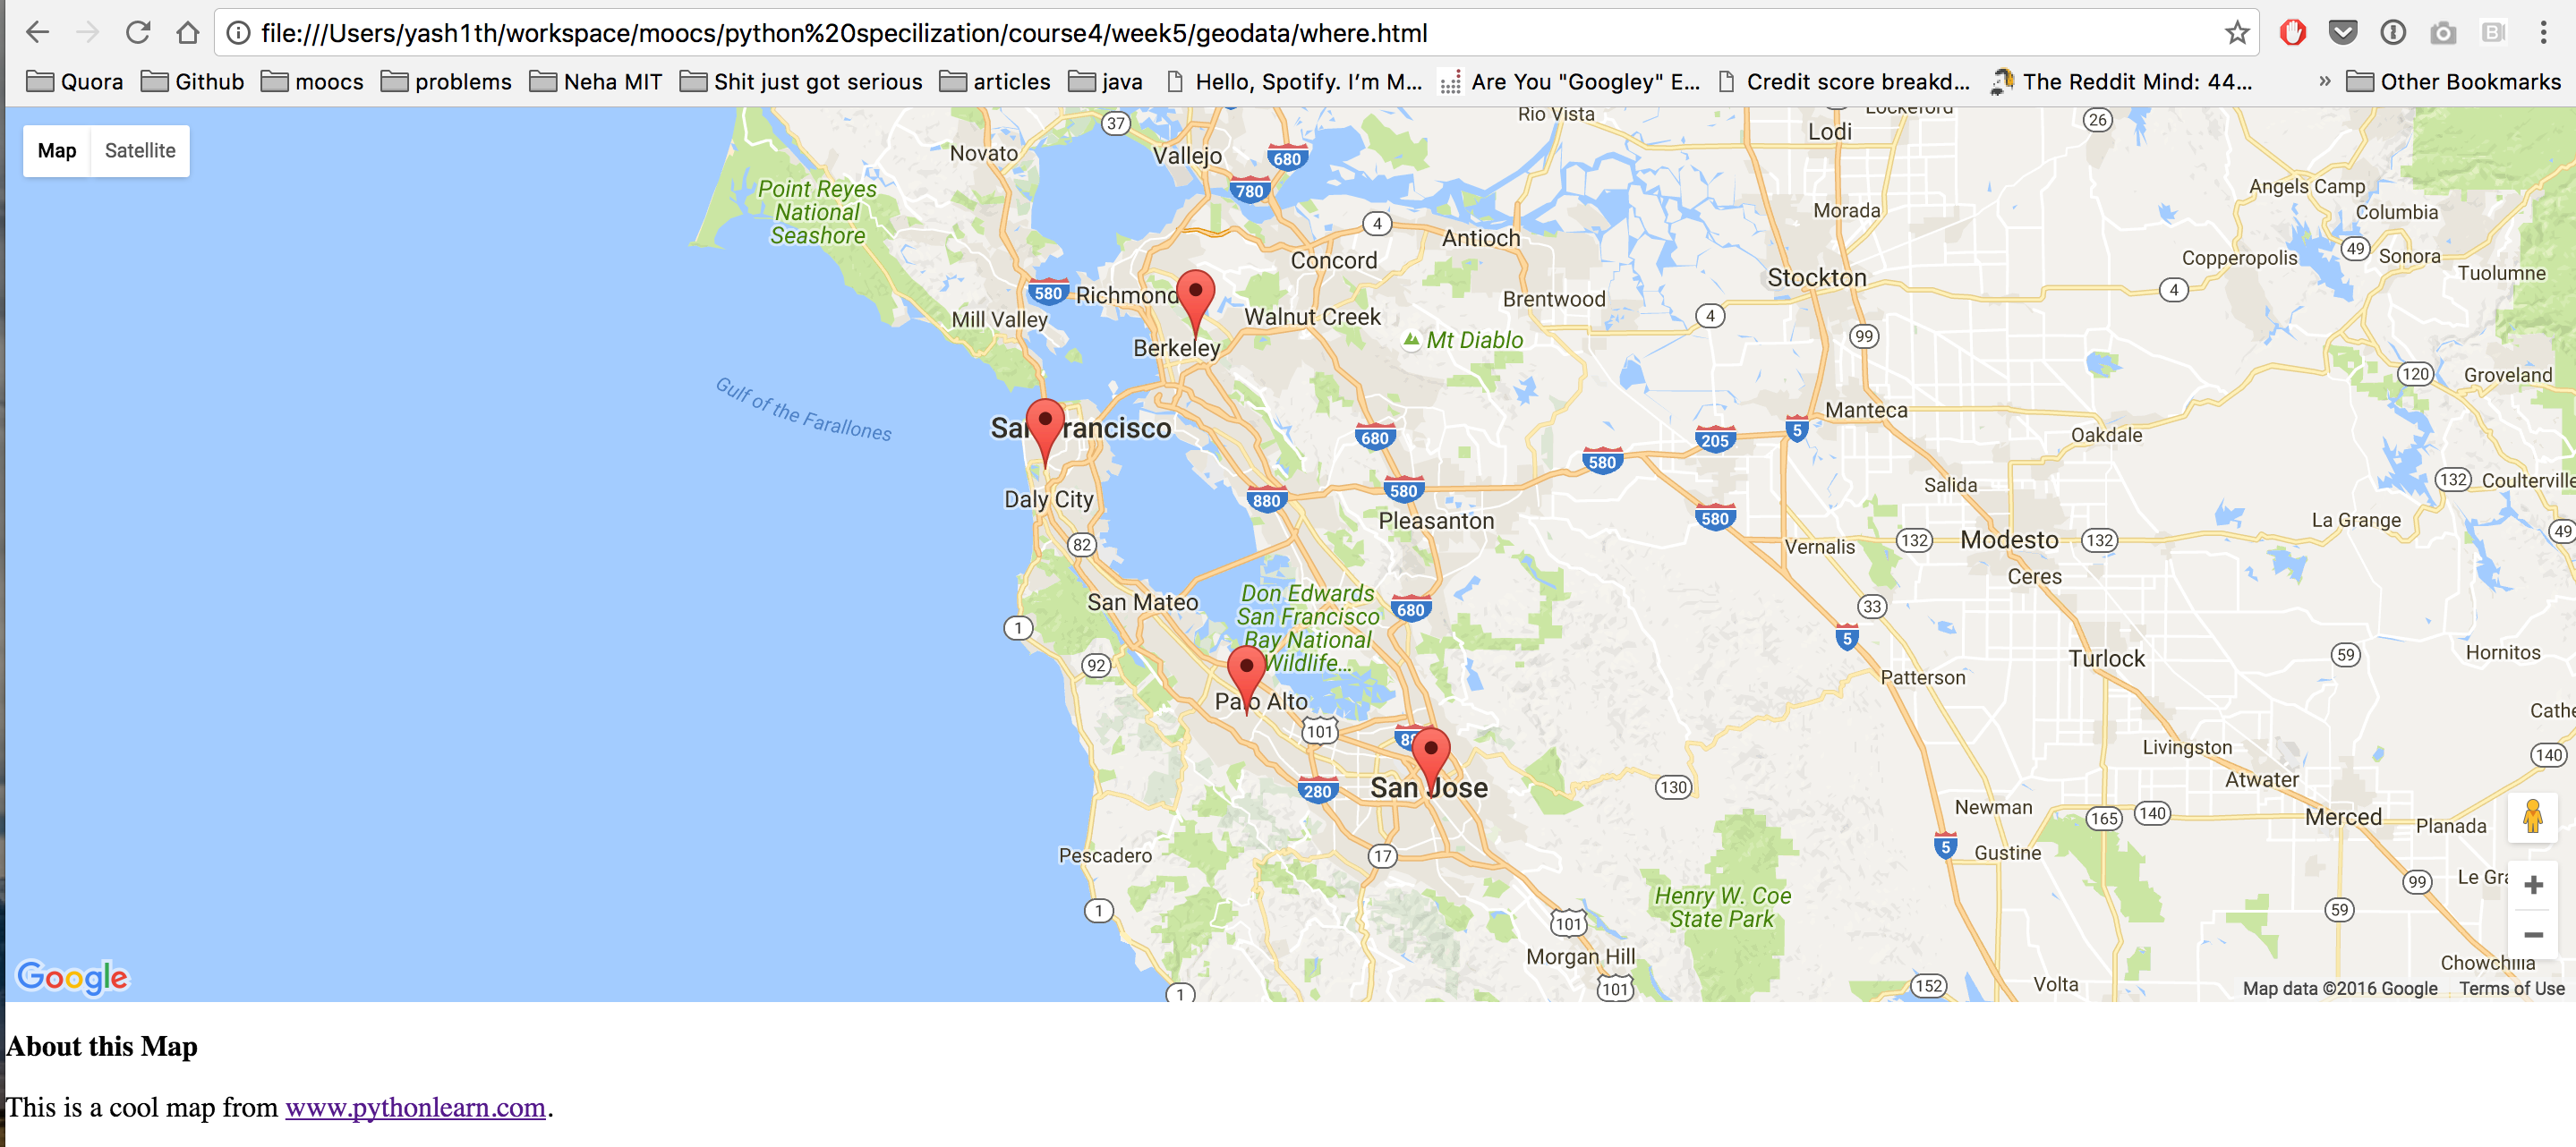 file:///Users/yash1th/workspace/moocs/python%20specilization/course4/week5/geodata/where.html
Quora Github moocs problems Neha MIT Shit just got serious articles java Hello, Spotify. I'm M... Are You "Googley" E... Credit score breakd... The Reddit Mind: 44... » Other Bookmarks
Map Satellite
37
Rio Vista
Lodi
Lockeford
26
Novato
Vallejo
680
780
Point Reyes
National
Seashore
Angels Camp
Columbia
Morada
4
Antioch
49
Sonora
Copperopolis
Tuolumne
Concord
Stockton
580
Richmond
Brentwood
4
4
Mill Valley
Walnut Creek
Mt Diablo
99
Berkeley
120
Groveland
Gulf of the Farallones
San Francisco
Manteca
680
205
5
Oakdale
580
132
Coulterville
Daly City
880
580
Salida
580
Pleasanton
La Grange
49
82
Vernalis
132
Modesto
132
Ceres
San Mateo
Don Edwards
San Francisco
Bay National
Wildlife...
680
33
1
5
92
Turlock
59
Hornitos
Patterson
Palo Alto
101
Cathe
Livingston
140
San Jose
280
130
Atwater
Newman
165
140
Merced
Planada
Pescadero
17
5
Gustine
Henry W. Coe
State Park
99
Le Gra
1
101
59
Morgan Hill
Chowchilla
Google
1
101
152
Volta
Map data ©2016 Google Terms of Use
About this Map
This is a cool map from www.pythonlearn.com.